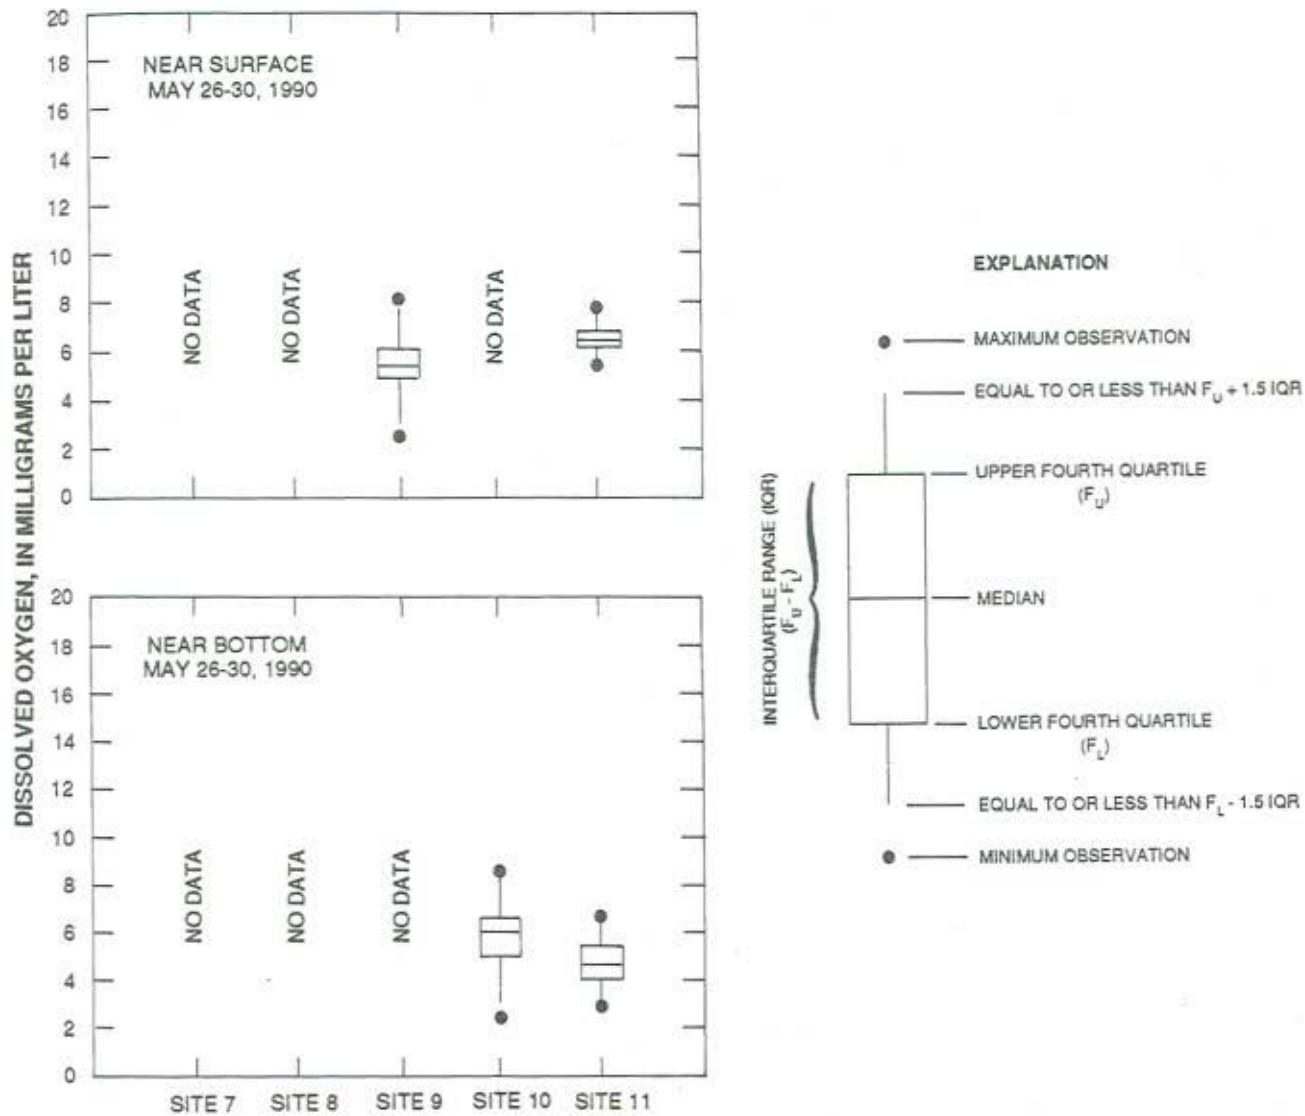 DISSOLVED OXYGEN, IN MILLIGRAMS PER LITER
20
18
16
14
12
10
8
6
4
2
0
NEAR SURFACE
MAY 26-30, 1990
NO DATA
NO DATA
NO DATA
20
18
16
14
12
10
8
6
4
2
0
NEAR BOTTOM
MAY 26-30, 1990
NO DATA
NO DATA
NO DATA
SITE 7 SITE 8 SITE 9 SITE 10 SITE 11
EXPLANATION
MAXIMUM OBSERVATION
EQUAL TO OR LESS THAN F_U + 1.5 IQR
UPPER FOURTH QUARTILE
(F_U)
INTERQUARTILE RANGE (IQR)
(F_U - F_L)
MEDIAN
LOWER FOURTH QUARTILE
(F_L)
EQUAL TO OR LESS THAN F_L - 1.5 IQR
MINIMUM OBSERVATION